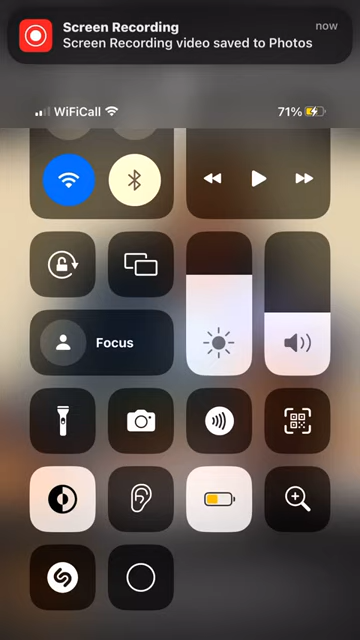 Screen Recording
now
Screen Recording video saved to Photos
WiFiCall
71%
Focus